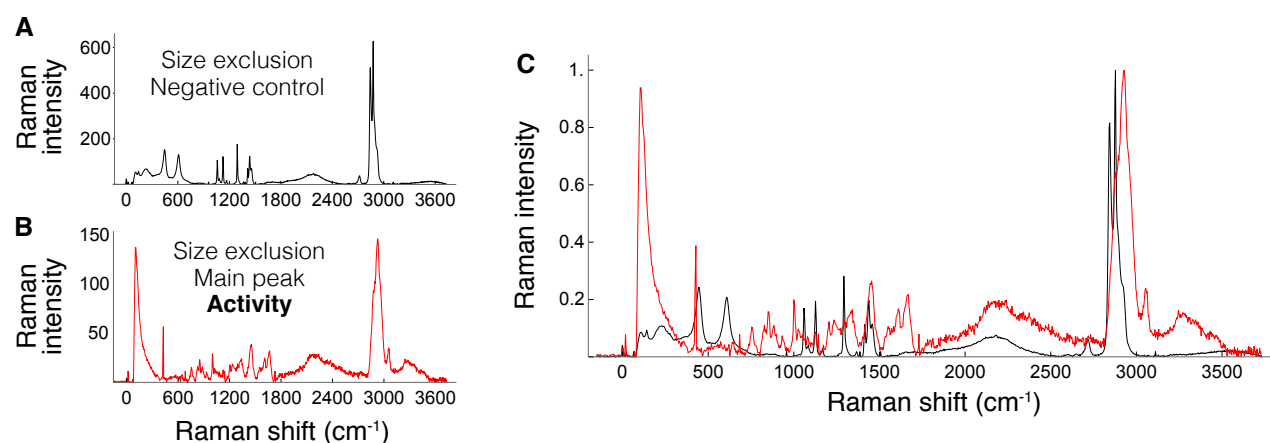 A
Raman
intensity
600
400
200
Size exclusion
Negative control
0 600 1200 1800 2400 3000 3600
B
Raman
intensity
150
100
50
Size exclusion
Main peak
Activity
0 600 1200 1800 2400 3000 3600
Raman shift (cm⁻¹)
C
Raman intensity
1.
0.8
0.6
0.4
0.2
0 500 1000 1500 2000 2500 3000 3500
Raman shift (cm⁻¹)